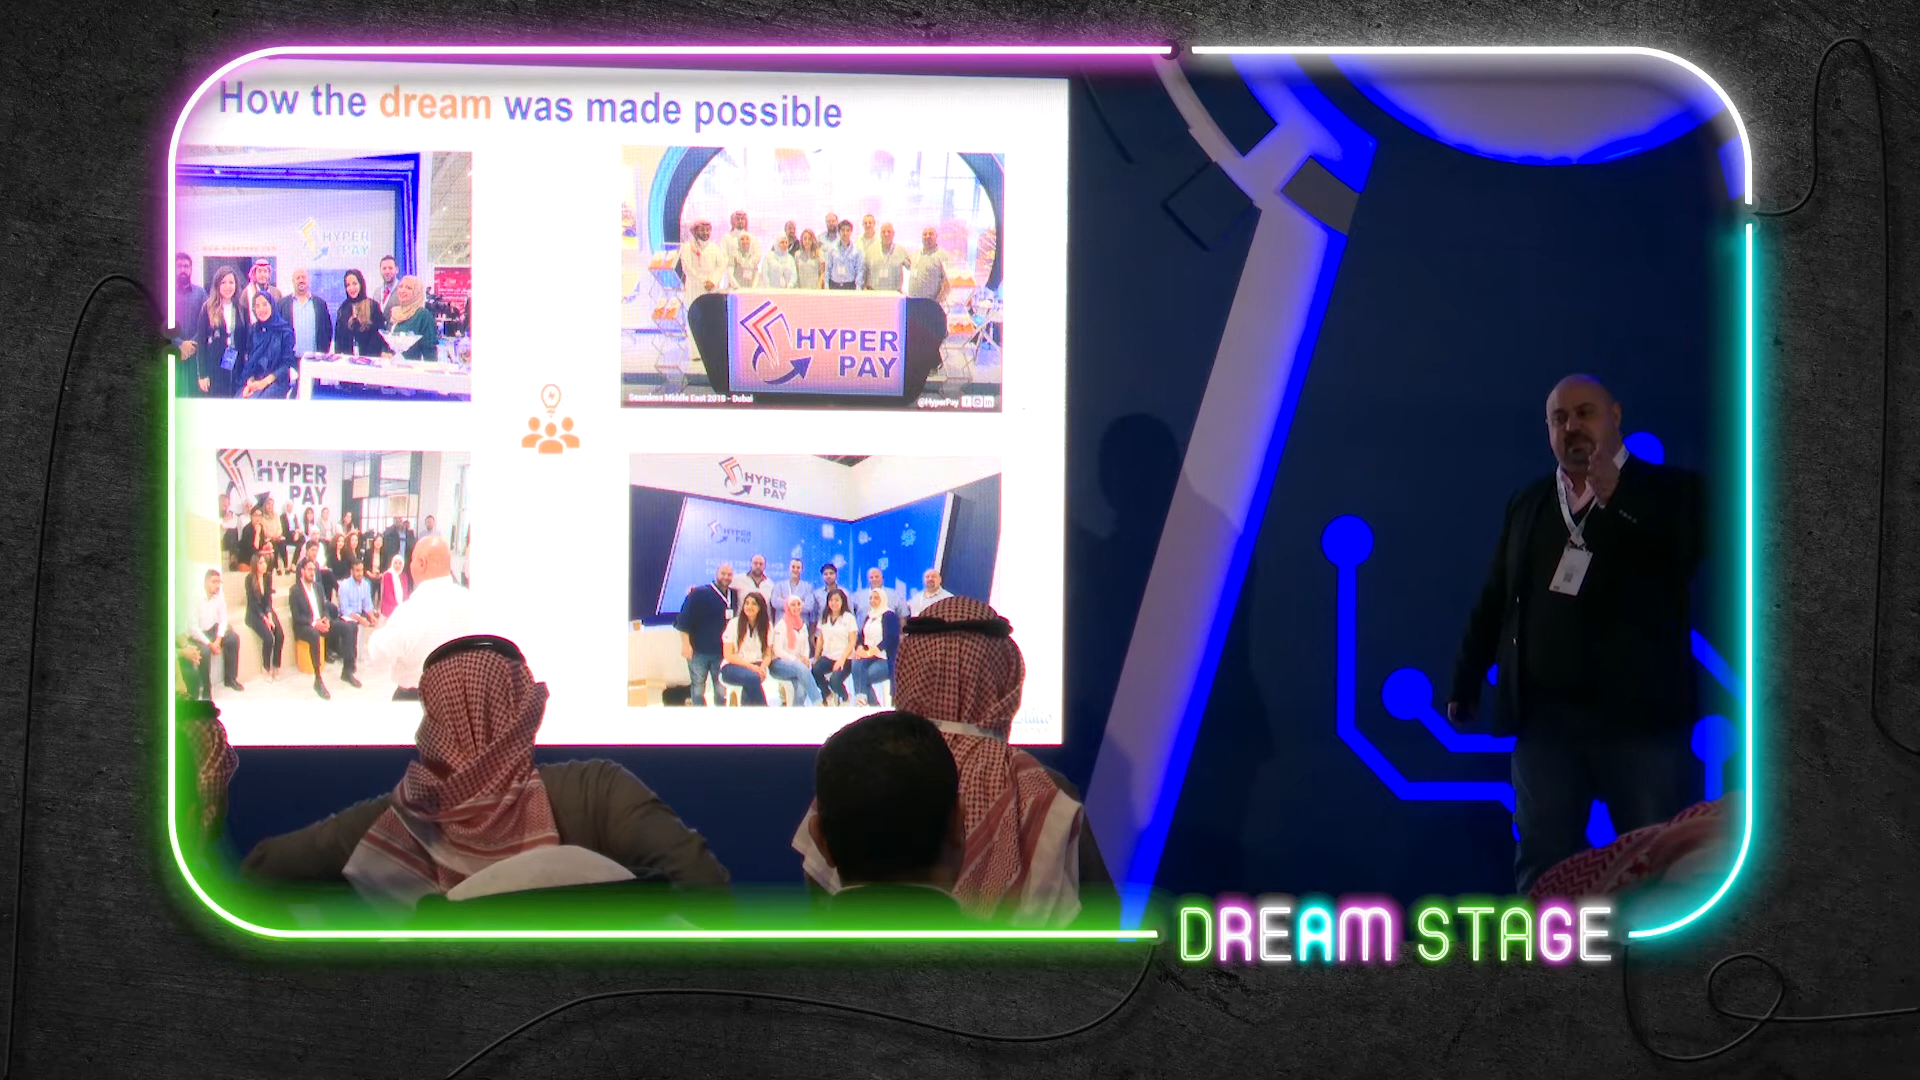 How the dream was made possible
HYPER
PAY
HYPER
PAY
Seamless Middle East 2018 - Dubai
@HyperPay
HYPER
PAY
HYPER
PAY
HYPER
PAY
DREAM STAGE